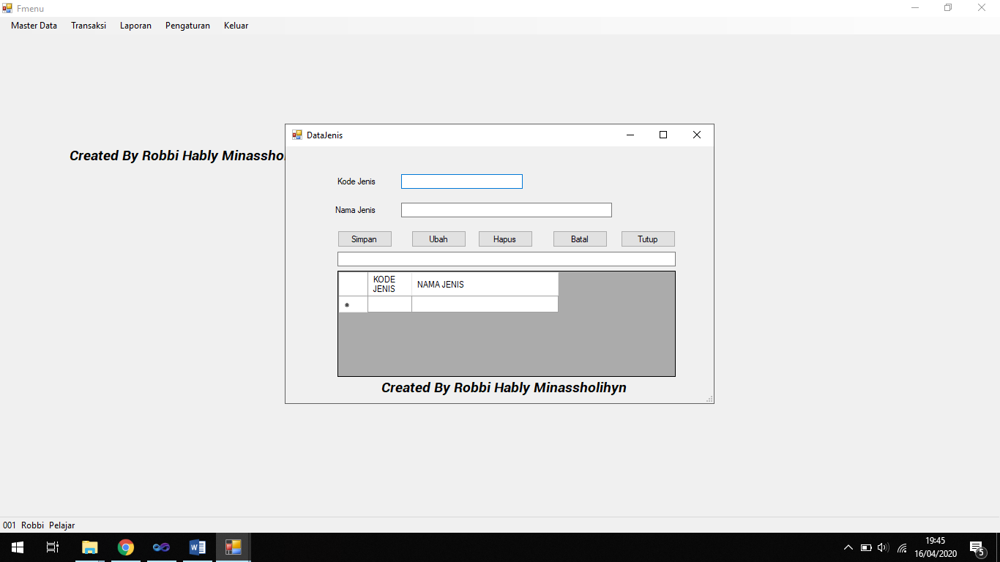 Fmenu
Master Data Transaksi Laporan Pengaturan Keluar
DataJenis
Created By Robbi Hably
Kode Jenis
Nama Jenis
Simpan Ubah Hapus Batal Tutup
KODE JENIS NAMA JENIS
Created By Robbi Hably Minassholihyn
001 Robbi Pelajar
19:45
16/04/2020
5